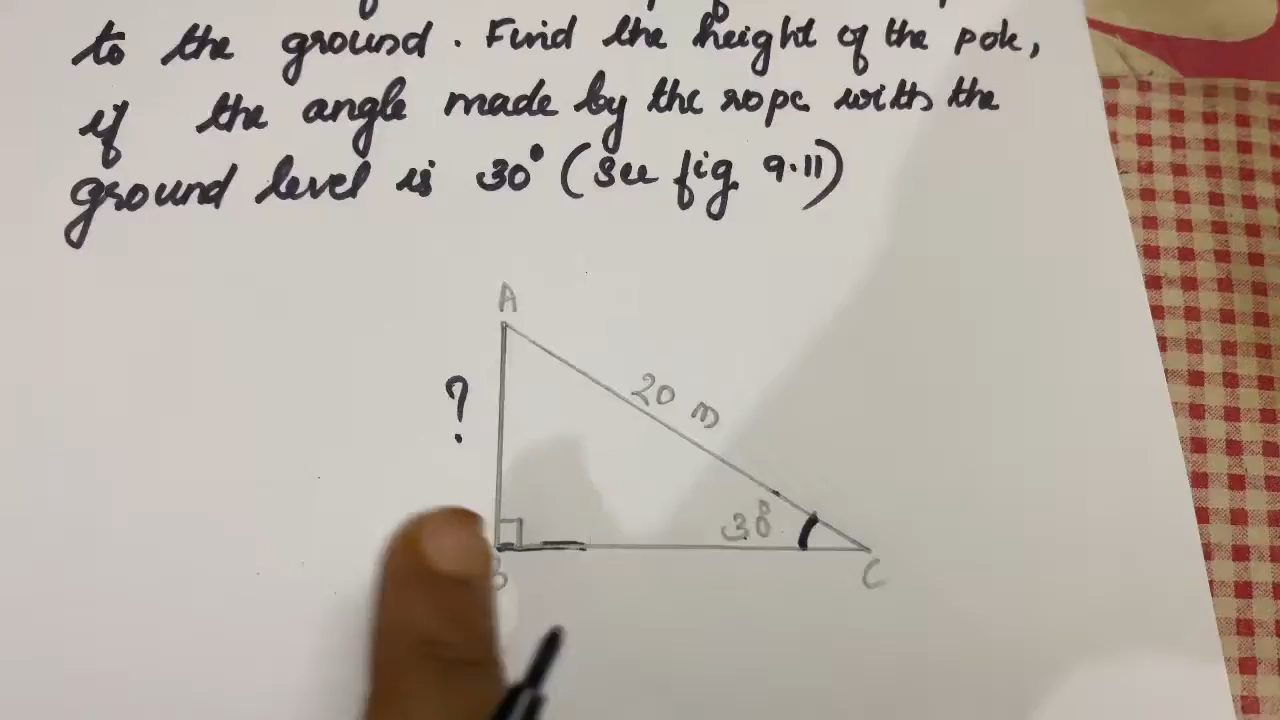 to the ground. Find the height of the pole,
if the angle made by the rope with the
ground level is 30° (See fig 9.11)
A
?
20 m
30°
B
C